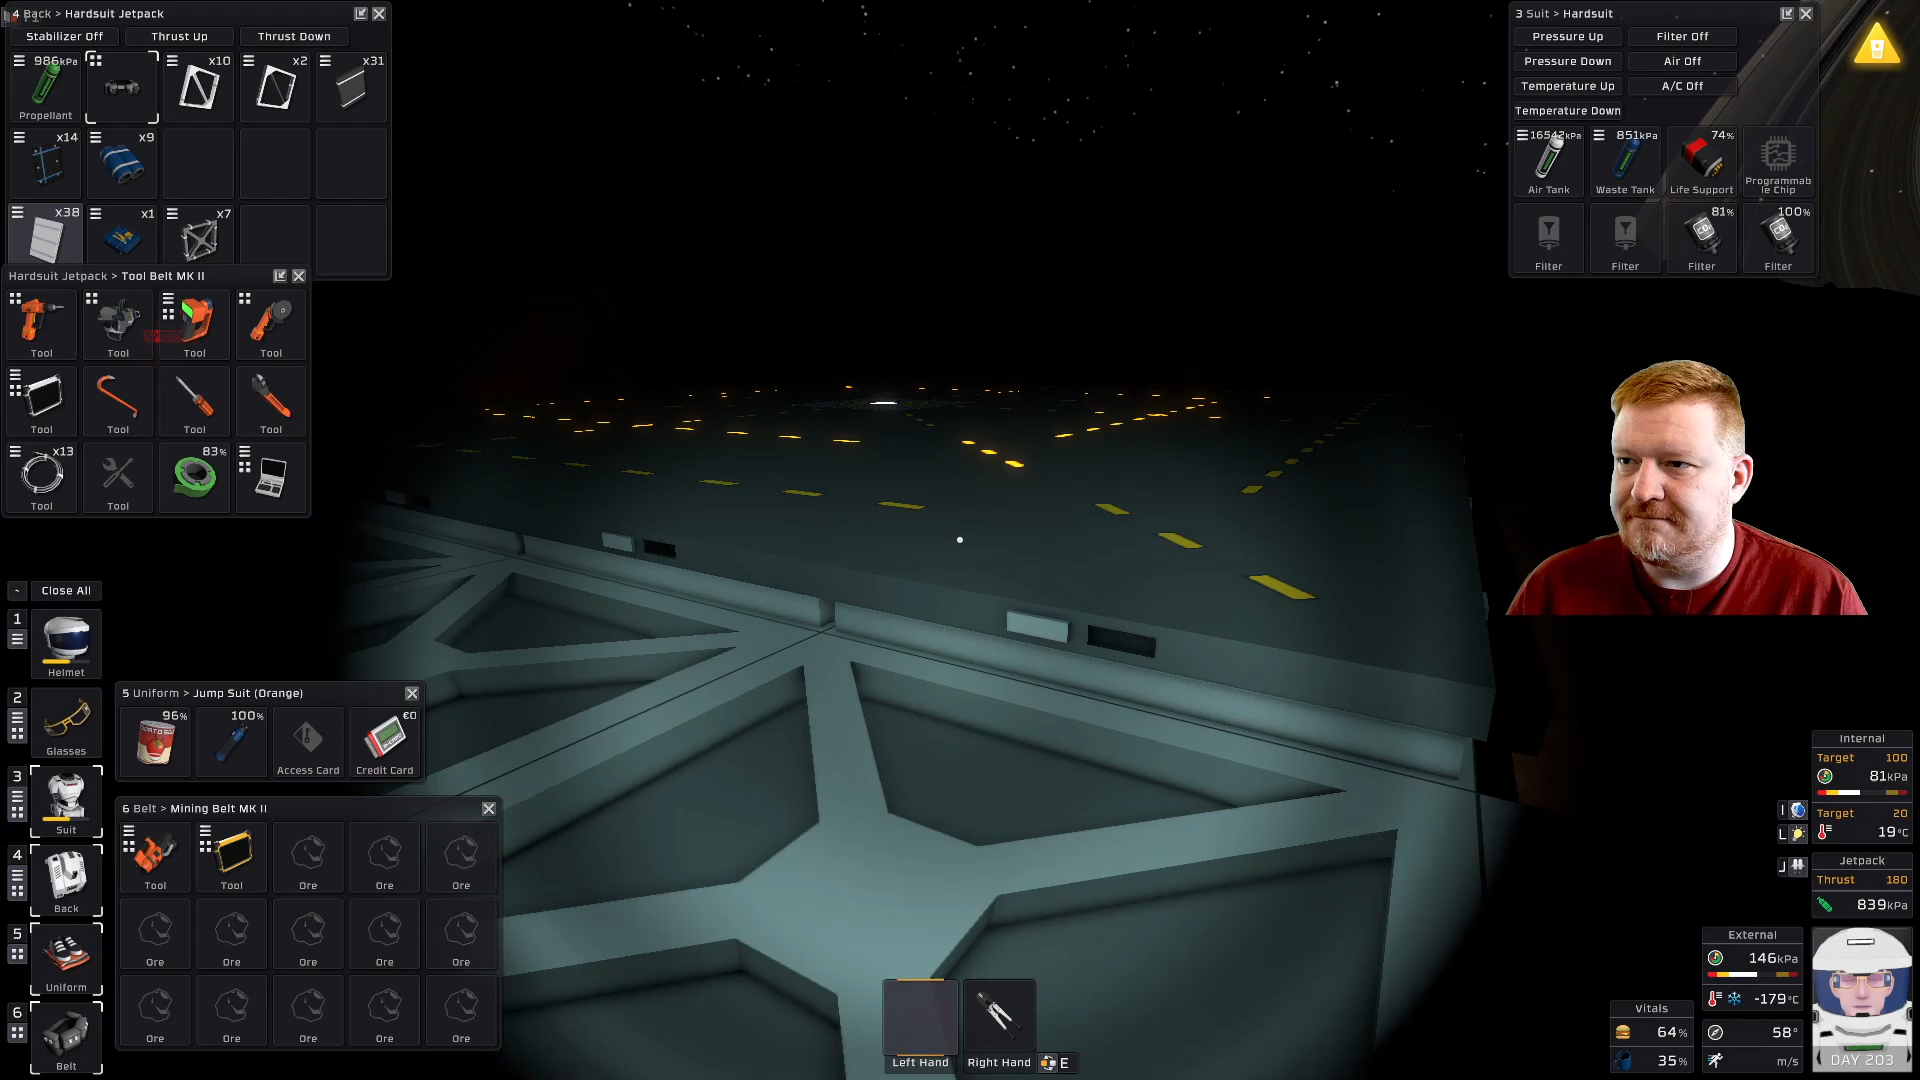 4 Back > Hardsuit Jetpack
Stabilizer Off
Thrust Up
Thrust Down
986kPa
x10
x2
x31
Propellant
x14
x9
x38
x1
x7
Hardsuit Jetpack > Tool Belt MK II
Tool
Tool
Tool
Tool
Tool
Tool
Tool
Tool
x13
83%
Tool
Tool
Tool
Tool
~
Close All
1
Helmet
2
Glasses
3
Suit
4
Back
5
Uniform
6
Belt
5 Uniform > Jump Suit (Orange)
96%
100%
€0
Access Card
Credit Card
6 Belt > Mining Belt MK II
Tool
Tool
Ore
Ore
Ore
Ore
Ore
Ore
Ore
Ore
Ore
Ore
Ore
Ore
Ore
Left Hand
Right Hand
E
3 Suit > Hardsuit
Pressure Up
Filter Off
Pressure Down
Air Off
Temperature Up
A/C Off
Temperature Down
16542kPa
851kPa
74%
Air Tank
Waste Tank
Life Support
Programmab
le Chip
81%
100%
CO₂
CO₂
Filter
Filter
Filter
Filter
Internal
Target 100
81kPa
I
Target 20
L
19°C
J
Jetpack
Thrust 180
839kPa
External
146kPa
-179°C
Vitals
64%
58°
35%
m/s
DAY 203